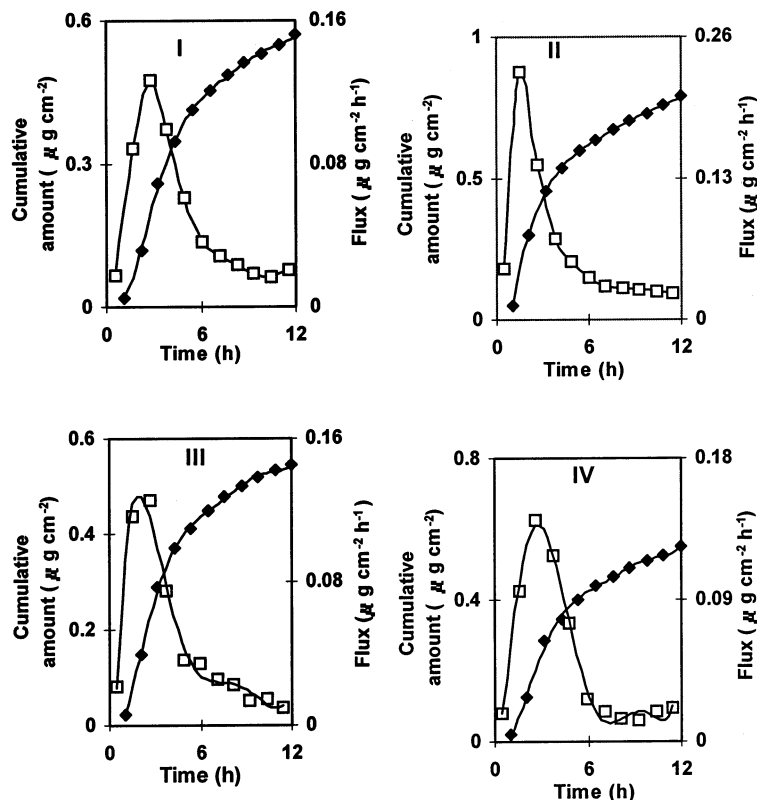 0.6
0.3
0
0.16
0.08
0
I
Cumulative
amount ( μ g cm-2)
Flux ( μ g cm-2 h-1)
0
6
12
Time (h)
1
0.5
0
0.26
0.13
0
II
Cumulative
amount ( μ g cm-2)
Flux ( μ g cm-2 h-1)
0
6
12
Time (h)
0.6
0.4
0.2
0
0.16
0.08
0
III
Cumulative
amount ( μ g cm-2)
Flux ( μ g cm-2 h-1)
0
6
12
Time (h)
0.8
0.4
0
0.18
0.09
0.00
IV
Cumulative
amount ( μ g cm-2)
Flux ( μ g cm-2 h-1)
0
6
12
Time (h)